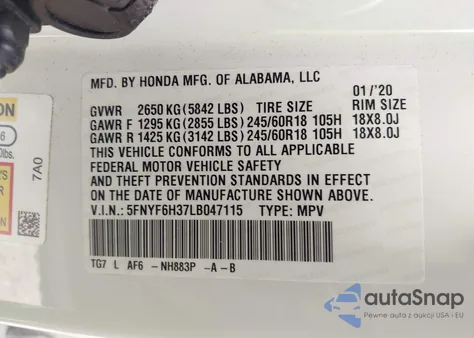 MFD. BY HONDA MFG. OF ALABAMA, LLC
01/'20
GVWR 2650 KG (5842 LBS) TIRE SIZE RIM SIZE
GAWR F 1295 KG (2855 LBS) 245/60R18 105H 18X8.0J
GAWR R 1425 KG (3142 LBS) 245/60R18 105H 18X8.0J
THIS VEHICLE CONFORMS TO ALL APPLICABLE
FEDERAL MOTOR VEHICLE SAFETY
AND THEFT PREVENTION STANDARDS IN EFFECT
ON THE DATE OF MANUFACTURE SHOWN ABOVE.
V.I.N.: 5FNYF6H37LB047115 TYPE: MPV
TG7 L AF6 -NH883P -A-B
7A0
autoSnap
Pewne auta z aukcji USA i EU